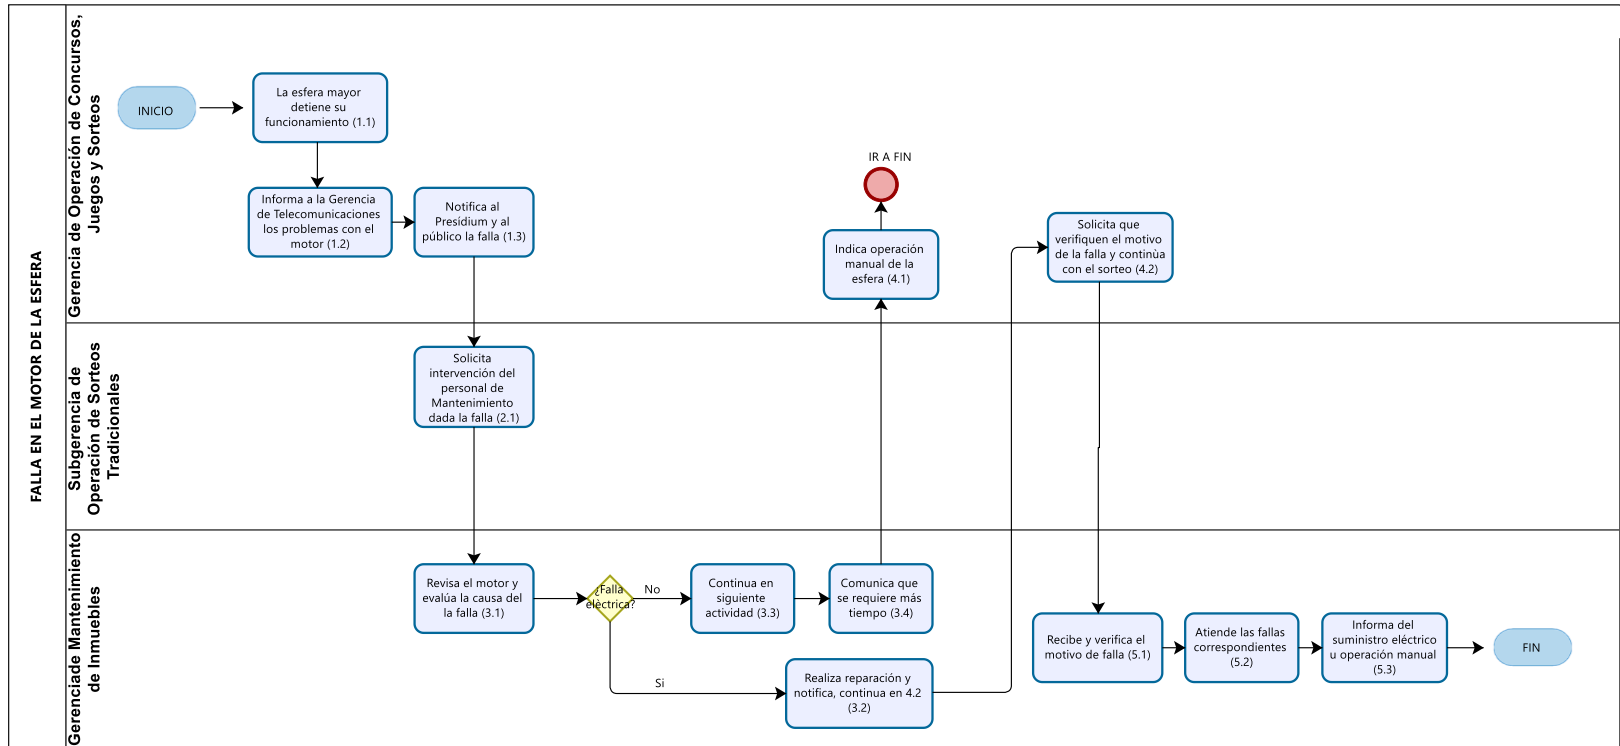 FALLA EN EL MOTOR DE LA ESFERA
Gerencia de Operación de Concursos,
Juegos y Sorteos
INICIO
La esfera mayor
detiene su
funcionamiento (1.1)
Informa a la Gerencia
de Telecomunicaciones
los problemas con el
motor (1.2)
Notifica al
Presídium y al
público la falla (1.3)
IR A FIN
Indica operación
manual de la
esfera (4.1)
Solicita que
verifiquen el motivo
de la falla y continùa
con el sorteo (4.2)
Subgerencia de
Operación de Sorteos
Tradicionales
Solicita
intervención del
personal de
Mantenimiento
dada la falla (2.1)
Gerenciade Mantenimiento
de Inmuebles
Revisa el motor y
evalúa la causa del
la falla (3.1)
¿Falla
elèctrica?
No
Continua en
siguiente
actividad (3.3)
Comunica que
se requiere más
tiempo (3.4)
Si
Realiza reparación y
notifica, continua en 4.2
(3.2)
Recibe y verifica el
motivo de falla (5.1)
Atiende las fallas
correspondientes
(5.2)
Informa del
suministro eléctrico
u operación manual
(5.3)
FIN